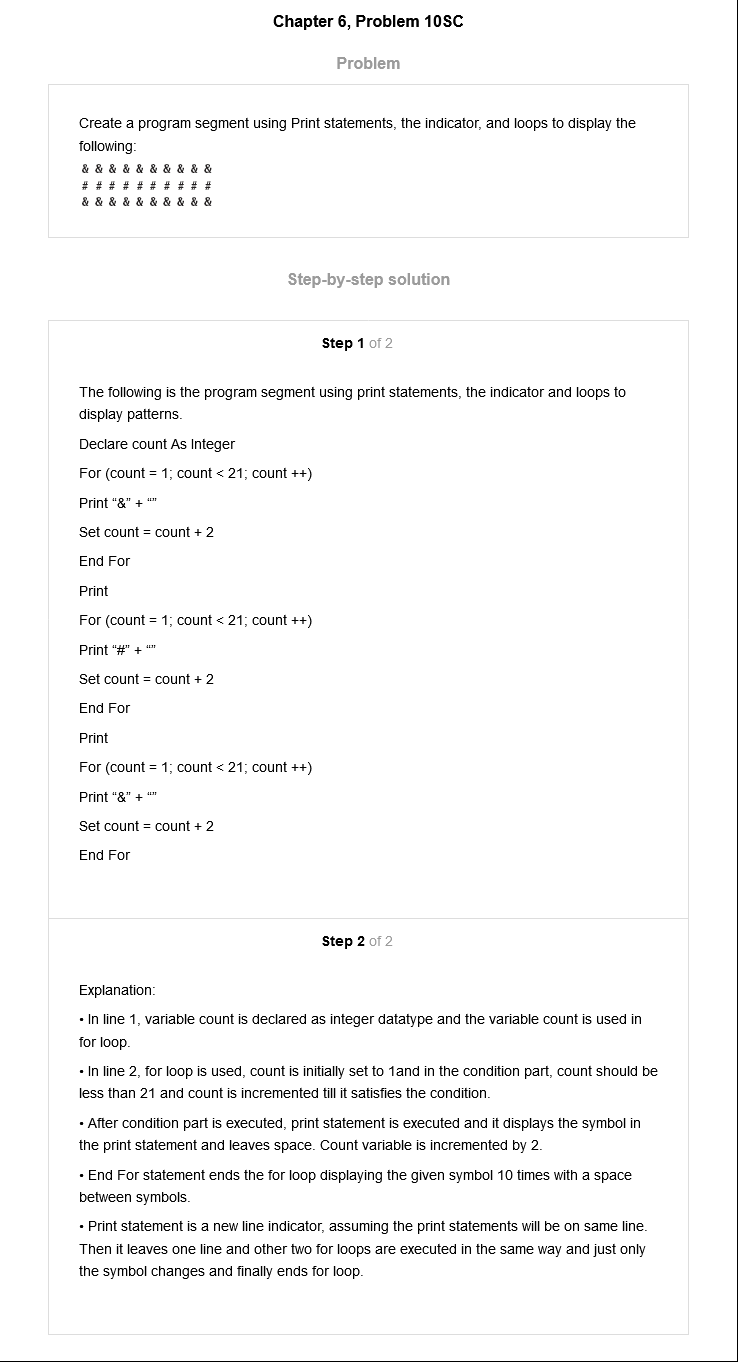 Chapter 6, Problem 10SC
Problem
Create a program segment using Print statements, the indicator, and loops to display the
following:
& & & & & & & & & &
# # # # # # # # # #
& & & & & & & & & &
Step-by-step solution
Step 1 of 2
The following is the program segment using print statements, the indicator and loops to
display patterns.
Declare count As Integer
For (count = 1; count < 21; count ++)
Print “&” + “”
Set count = count + 2
End For
Print
For (count = 1; count < 21; count ++)
Print “#” + “”
Set count = count + 2
End For
Print
For (count = 1; count < 21; count ++)
Print “&” + “”
Set count = count + 2
End For
Step 2 of 2
Explanation:
• In line 1, variable count is declared as integer datatype and the variable count is used in
for loop.
• In line 2, for loop is used, count is initially set to 1and in the condition part, count should be
less than 21 and count is incremented till it satisfies the condition.
• After condition part is executed, print statement is executed and it displays the symbol in
the print statement and leaves space. Count variable is incremented by 2.
• End For statement ends the for loop displaying the given symbol 10 times with a space
between symbols.
• Print statement is a new line indicator, assuming the print statements will be on same line.
Then it leaves one line and other two for loops are executed in the same way and just only
the symbol changes and finally ends for loop.